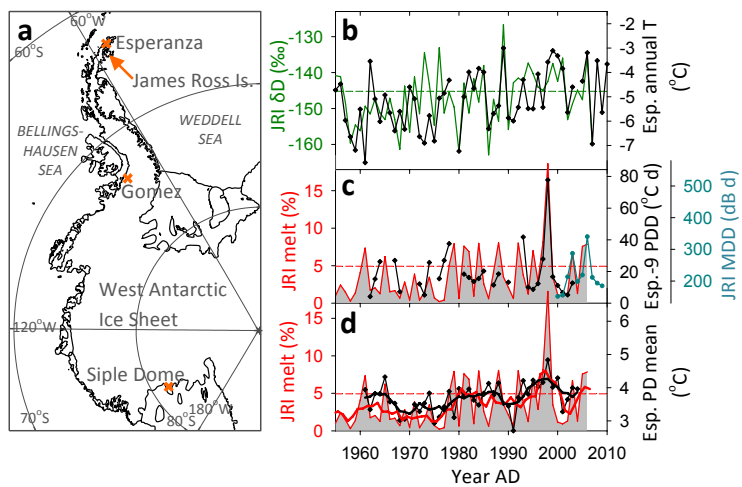 a
60°W
60°S
Esperanza
James Ross Is.
BELLINGS-
HAUSEN
SEA
WEDDELL
SEA
Gomez
West Antarctic
Ice Sheet
120°W
Siple Dome
180°W
80°S
70°S
b
JRI δD (‰)
-130
-140
-150
-160
-2
-3
-4
-5
-6
-7
Esp. annual T
(°C)
c
JRI melt (%)
15
10
5
0
80
60
40
20
0
Esp.-9 PDD (°C d)
500
400
300
200
JRI MDD (dB d)
d
JRI melt (%)
15
10
5
0
6
5
4
3
Esp. PD mean
(°C)
1960 1970 1980 1990 2000 2010
Year AD